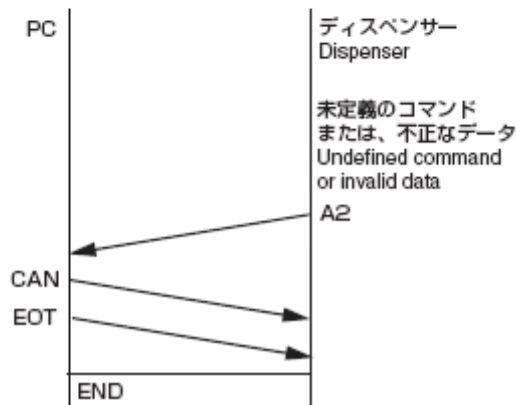 PC
ディスペンサー
Dispenser
未定義のコマンド
または、不正なデータ
Undefined command
or invalid data
A2
CAN
EOT
END